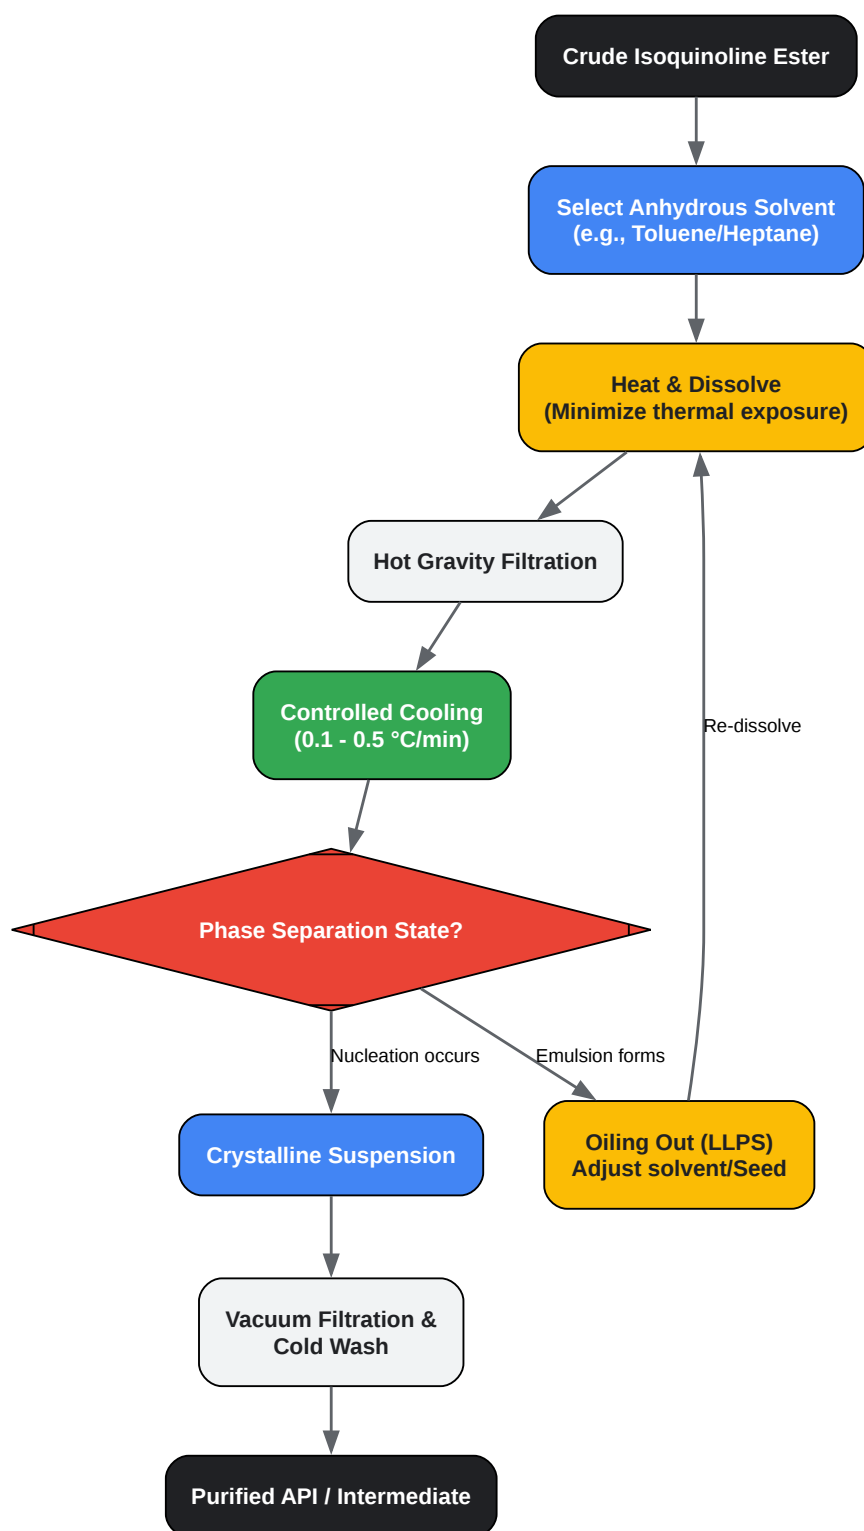 Crude Isoquinoline Ester
Select Anhydrous Solvent
(e.g., Toluene/Heptane)
Heat & Dissolve
(Minimize thermal exposure)
Hot Gravity Filtration
Controlled Cooling
(0.1 - 0.5 °C/min)
Re-dissolve
Phase Separation State?
Nucleation occurs
Emulsion forms
Crystalline Suspension
Oiling Out (LLPS)
Adjust solvent/Seed
Vacuum Filtration &
Cold Wash
Purified API / Intermediate